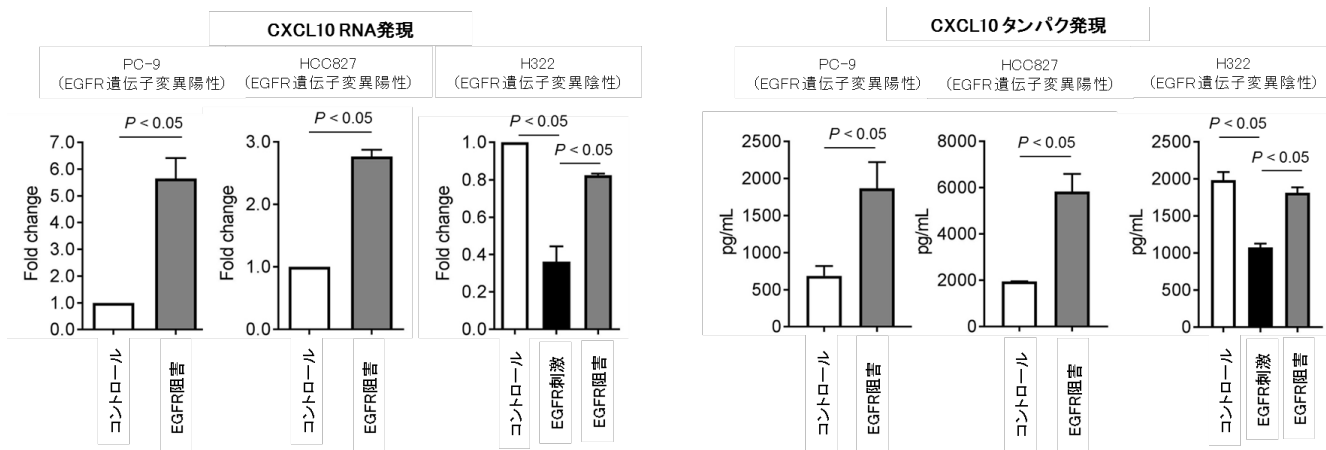 CXCL10 RNA発現
PC-9
(EGFR遺伝子変異陽性)
HCC827
(EGFR遺伝子変異陽性)
H322
(EGFR遺伝子変異陰性)
Fold change
7.0
6.0
5.0
4.0
3.0
2.0
1.0
0.0
P < 0.05
コントロール
EGFR阻害
Fold change
3.0
2.0
1.0
0.0
P < 0.05
コントロール
EGFR阻害
Fold change
1.0
0.8
0.6
0.4
0.2
0.0
P < 0.05
P < 0.05
コントロール
EGFR刺激
EGFR阻害
CXCL10 タンパク発現
PC-9
(EGFR遺伝子変異陽性)
HCC827
(EGFR遺伝子変異陽性)
H322
(EGFR遺伝子変異陰性)
pg/mL
2500
2000
1500
1000
500
0
P < 0.05
コントロール
EGFR阻害
pg/mL
8000
6000
4000
2000
0
P < 0.05
コントロール
EGFR阻害
pg/mL
2500
2000
1500
1000
500
0
P < 0.05
P < 0.05
コントロール
EGFR刺激
EGFR阻害